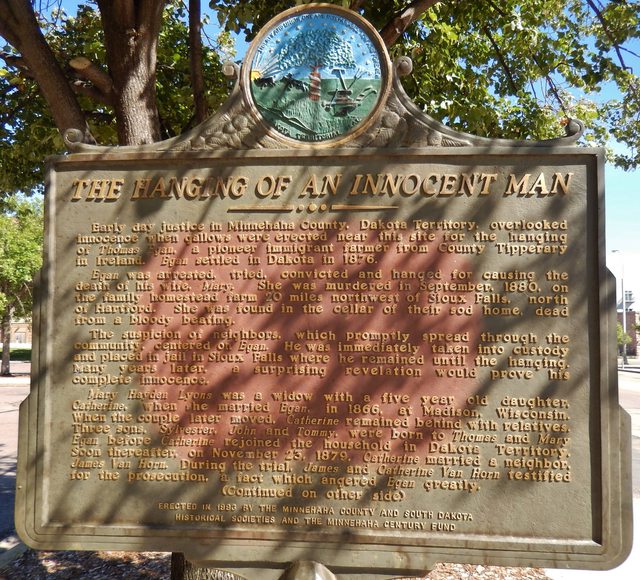 THE HANGING OF AN INNOCENT MAN
Early day justice in Minnehaha County, Dakota Territory, overlooked
innocence when gallows were erected near this site for the hanging
of Thomas Egan, a pioneer immigrant farmer from County Tipperary
in Ireland. Egan settled in Dakota in 1876.
Egan was arrested, tried, convicted and hanged for causing the
death of his wife, Mary. She was murdered in September, 1880, on
the family homestead farm 20 miles northwest of Sioux Falls, north
of Hartford. She was found in the cellar of their sod home, dead
from a bloody beating.
The suspicion of neighbors, which promptly spread through the
community, centered on Egan. He was immediately taken into custody
and placed in jail in Sioux Falls where he remained until the hanging.
Many years later, a surprising revelation would prove his
complete innocence.
Mary Hayden Lyons was a widow with a five year old daughter,
Catherine, when she married Egan, in 1866, at Madison, Wisconsin.
When the couple later moved, Catherine remained behind with relatives.
Three sons, Sylvester, John and Tommy, were born to Thomas and Mary
Egan before Catherine rejoined the household in Dakota Territory.
Soon thereafter, on November 23, 1879, Catherine married a neighbor,
James Van Horn. During the trial, James and Catherine Van Horn testified
for the prosecution, a fact which angered Egan greatly.
(Continued on other side)
ERECTED IN 1993 BY THE MINNEHAHA COUNTY AND SOUTH DAKOTA
HISTORICAL SOCIETIES AND THE MINNEHAHA CENTURY FUND